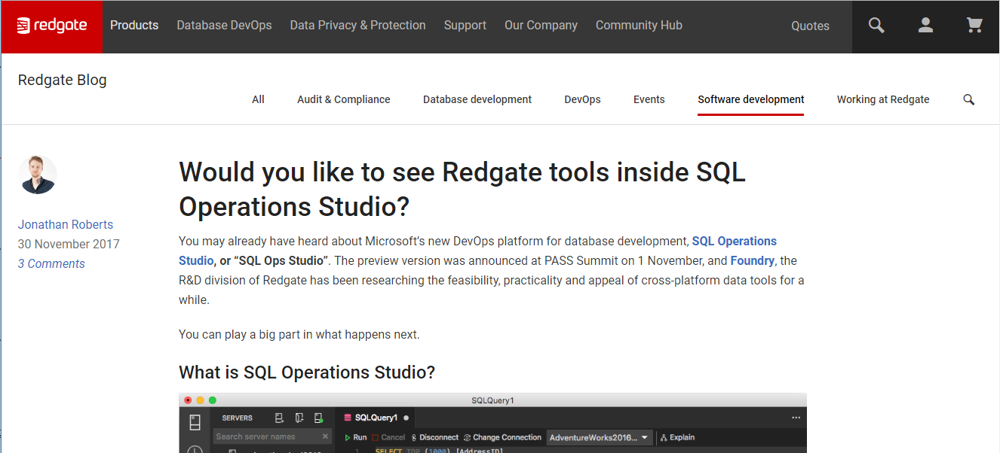 redgate Products Database DevOps Data Privacy & Protection Support Our Company Community Hub Quotes
Redgate Blog
All Audit & Compliance Database development DevOps Events Software development Working at Redgate
Would you like to see Redgate tools inside SQL
Operations Studio?
Jonathan Roberts
30 November 2017
3 Comments
You may already have heard about Microsoft’s new DevOps platform for database development, SQL Operations
Studio, or “SQL Ops Studio”. The preview version was announced at PASS Summit on 1 November, and Foundry, the
R&D division of Redgate has been researching the feasibility, practicality and appeal of cross-platform data tools for a
while.
You can play a big part in what happens next.
What is SQL Operations Studio?
SQLQuery1
SERVERS SQLQuery1
Search server names Run Cancel Disconnect Change Connection AdventureWorks2016... Explain
1 SELECT TOP (1000) [AddressID]